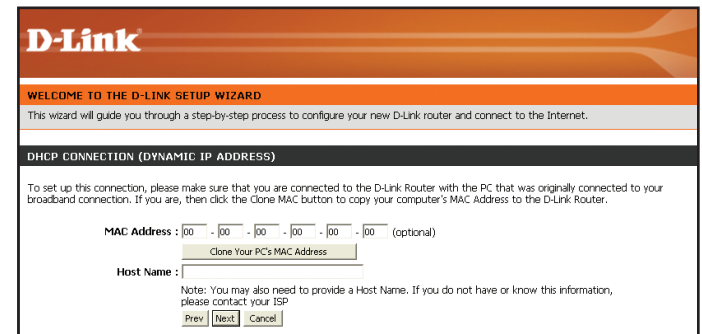 D-Link
WELCOME TO THE D-LINK SETUP WIZARD
This wizard will guide you through a step-by-step process to configure your new D-Link router and connect to the Internet.
DHCP CONNECTION (DYNAMIC IP ADDRESS)
To set up this connection, please make sure that you are connected to the D-Link Router with the PC that was originally connected to your
broadband connection. If you are, then click the Clone MAC button to copy your computer's MAC Address to the D-Link Router.
MAC Address : 00 - 00 - 00 - 00 - 00 - 00 (optional)
Clone Your PC's MAC Address
Host Name :
Note: You may also need to provide a Host Name. If you do not have or know this information,
please contact your ISP
Prev Next Cancel